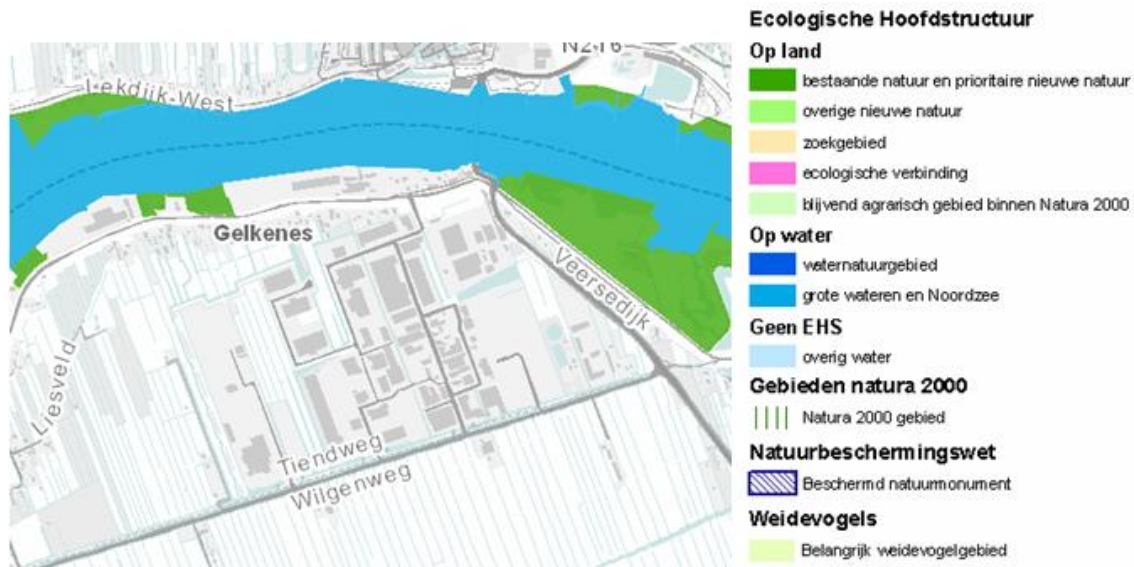 N216
Lekdijk-West
Gelkenes
Veersedijk
Liesveld
Tiendweg
Wilgenweg
Ecologische Hoofdstructuur
Op land
bestaande natuur en prioritaire nieuwe natuur
overige nieuwe natuur
zoekgebied
ecologische verbinding
blijvend agrarisch gebied binnen Natura 2000
Op water
waternatuurgebied
grote wateren en Noordzee
Geen EHS
overig water
Gebieden natura 2000
Natura 2000 gebied
Natuurbeschermingswet
Beschermd natuurmonument
Weidevogels
Belangrijk weidevogelgebied